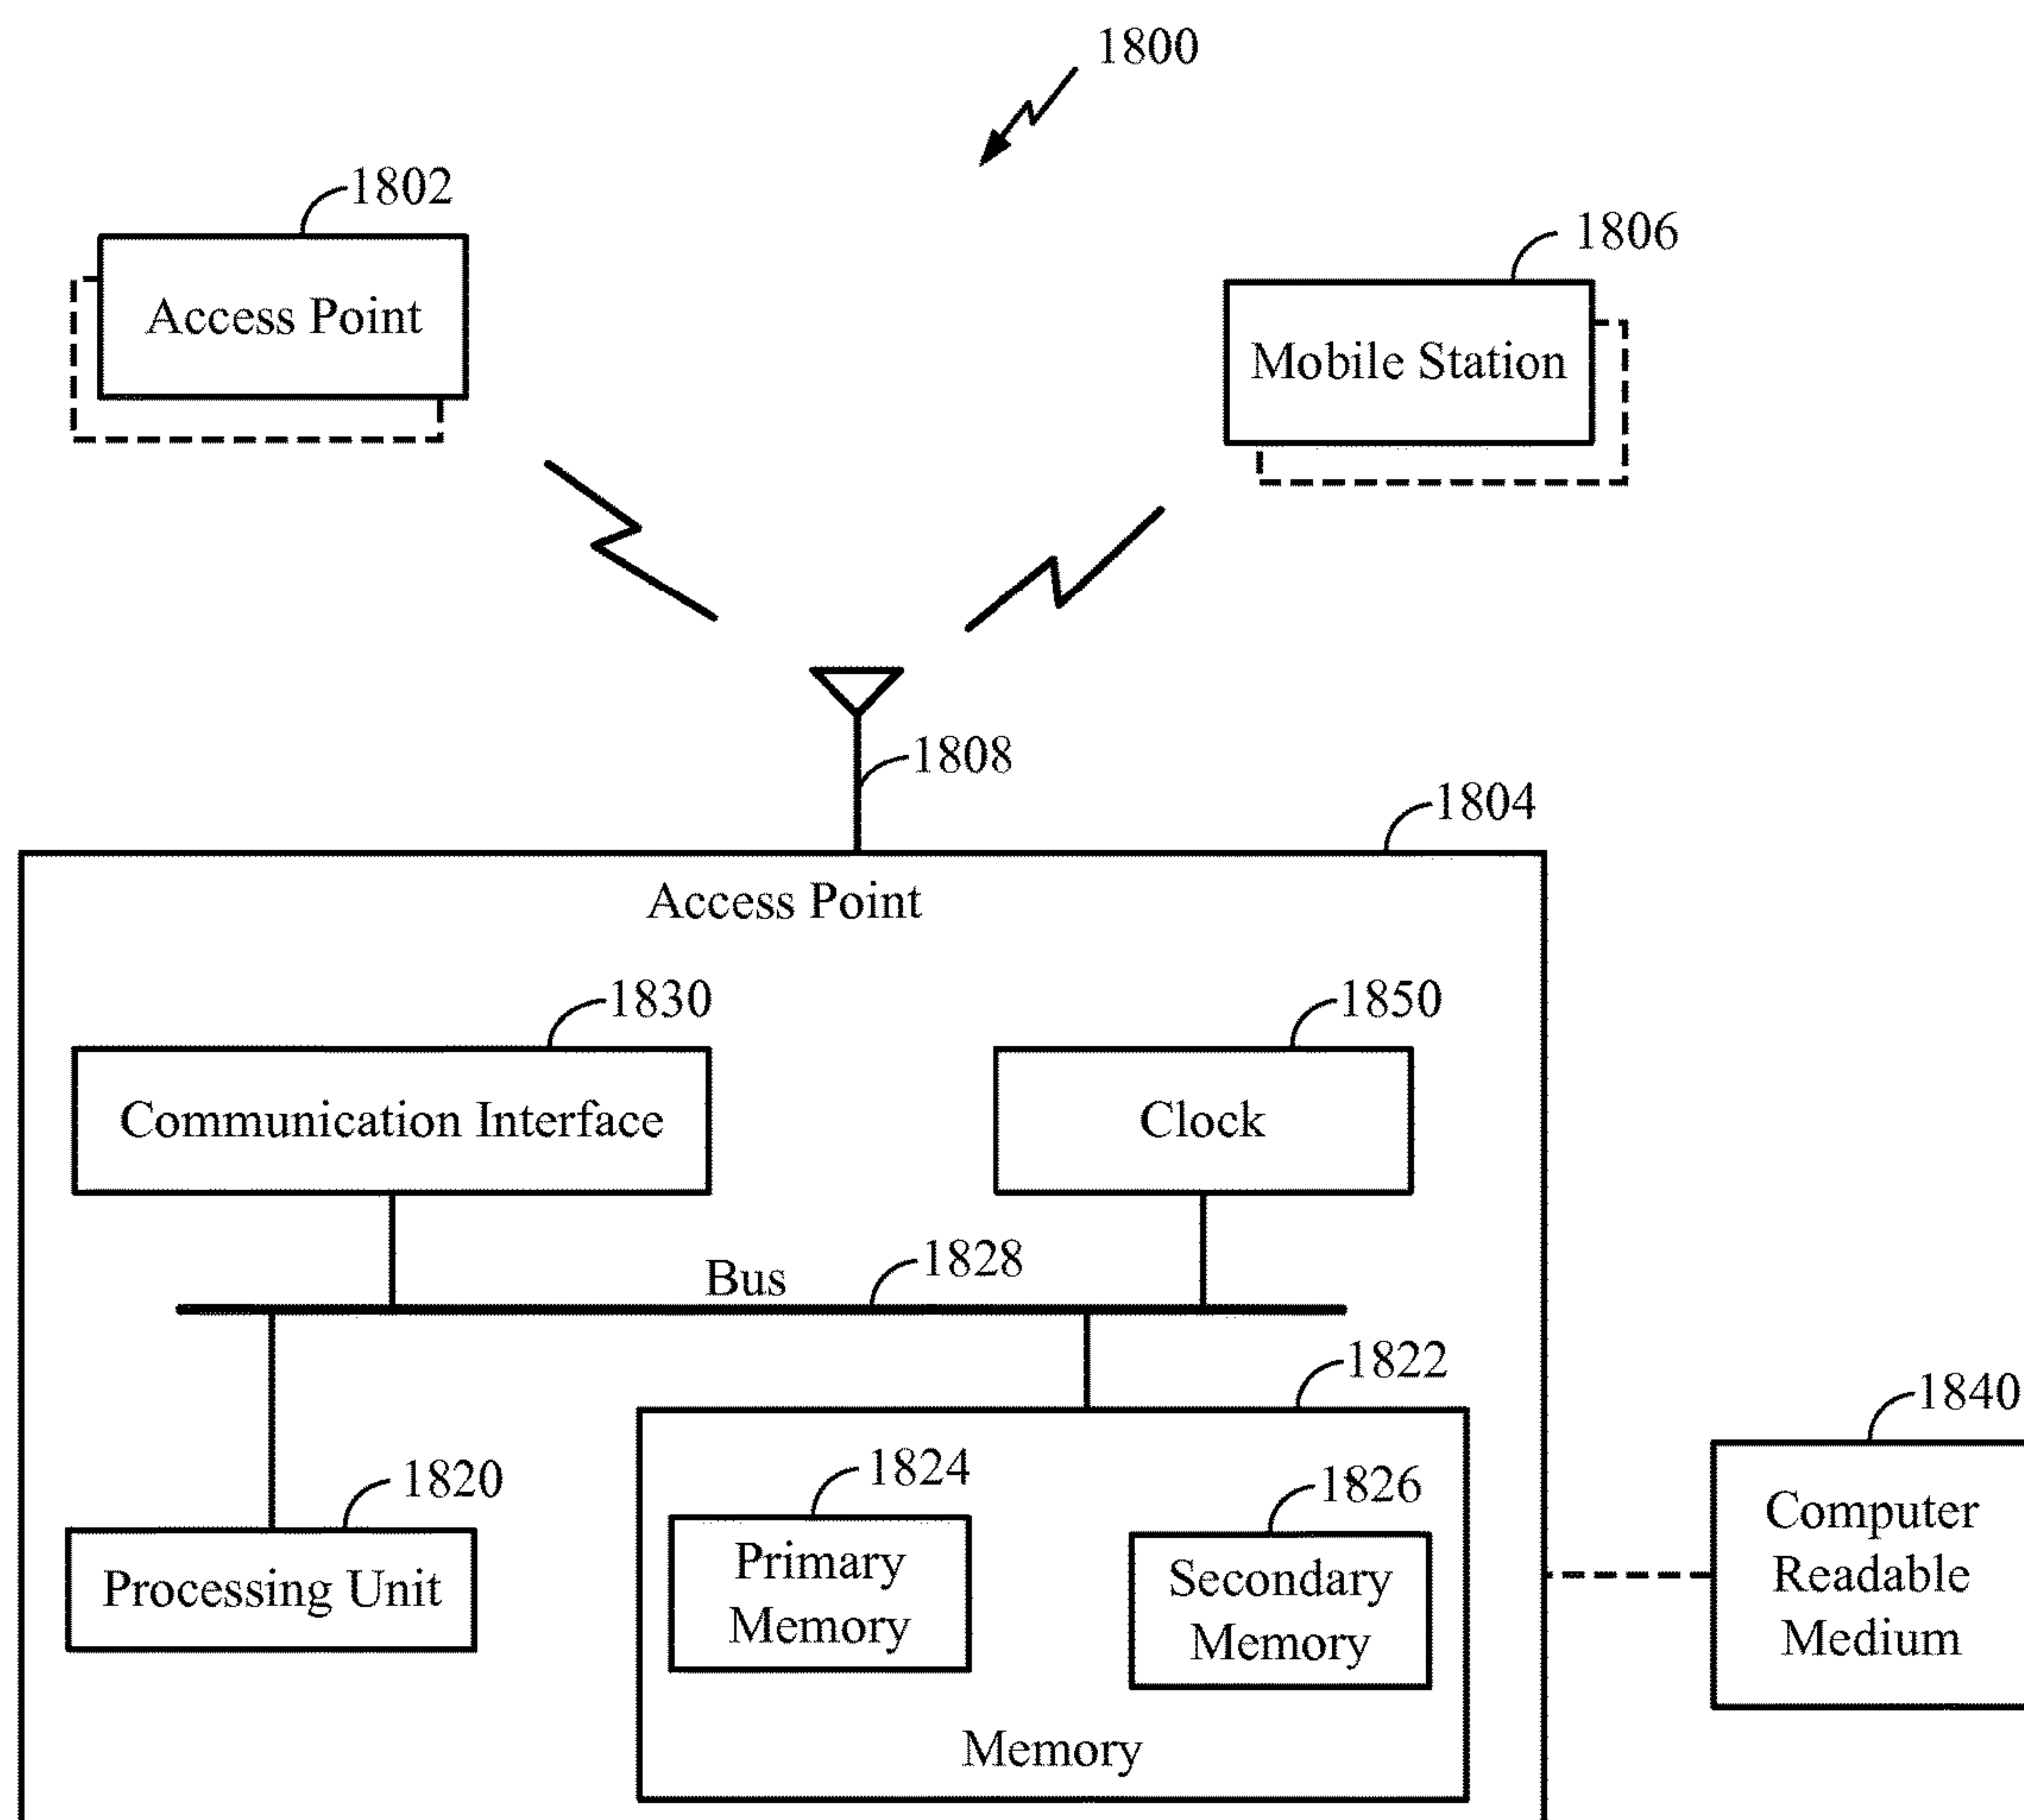 1800
1802
1806
Access Point
Mobile Station
1808
1804
Access Point
1830
1850
Communication Interface
Clock
Bus
1828
1822
1840
1824
1826
1820
Computer
Readable
Medium
Primary
Memory
Secondary
Memory
Processing Unit
Memory